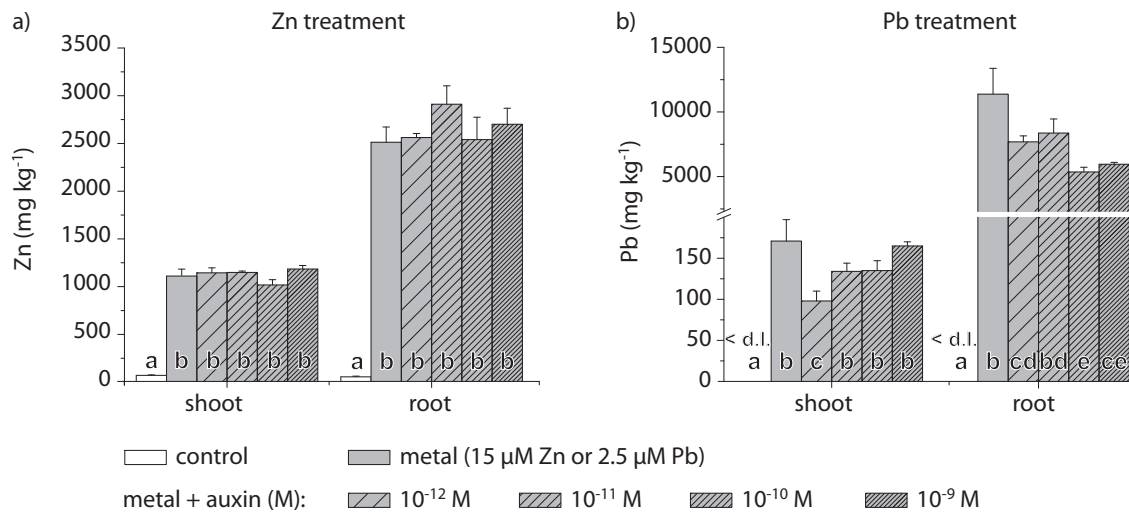 a) Zn treatment
3500
3000
2500
2000
1500
1000
500
0
Zn (mg kg⁻¹)
a b b b b b
a b b b b b
shoot root
b) Pb treatment
15000
10000
5000
150
100
50
0
Pb (mg kg⁻¹)
< d.l. < d.l.
a b c b b b
a b cd bd e ce
shoot root
control metal (15 µM Zn or 2.5 µM Pb)
metal + auxin (M): 10⁻¹² M 10⁻¹¹ M 10⁻¹⁰ M 10⁻⁹ M